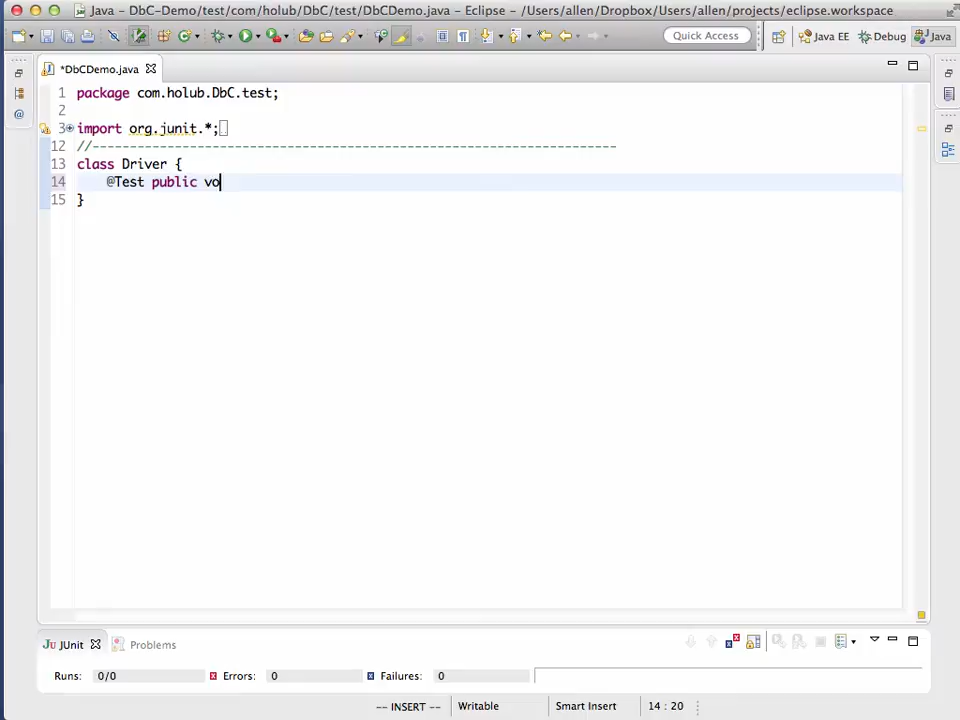 Java - DbC-Demo/test/com/holub/DbC/test/DbCDemo.java - Eclipse - /Users/allen/Dropbox/Users/allen/projects/eclipse.workspace
Quick Access Java EE Debug Java
*DbCDemo.java
1 package com.holub.DbC.test;
2
3 import org.junit.*;
12 //----------------------------------------------------------------------
13 class Driver {
14 @Test public vo
15 }
JUnit Problems
Runs: 0/0 Errors: 0 Failures: 0
-- INSERT -- Writable Smart Insert 14 : 20